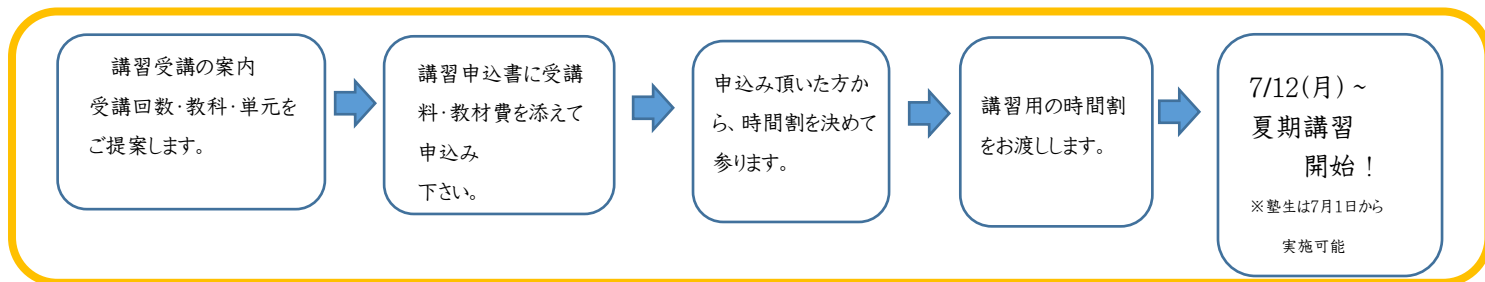 講習受講の案内
受講回数・教科・単元を
ご提案します。
講習申込書に受講
料・教材費を添えて
申込み
下さい。
申込み頂いた方か
ら、時間割を決めて
参ります。
講習用の時間割
をお渡しします。
7/12(月)~
夏期講習
開始!
※塾生は7月1日から
実施可能